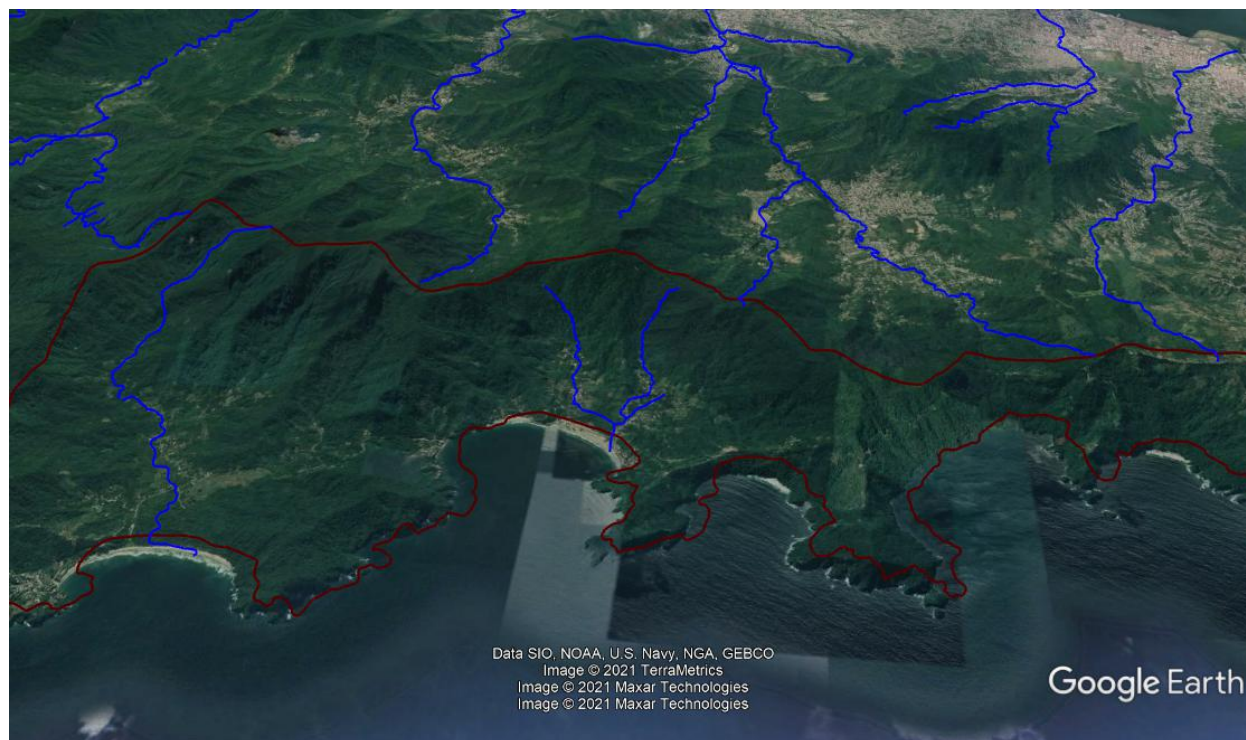 Data SIO, NOAA, U.S. Navy, NGA, GEBCO
Image © 2021 TerraMetrics
Image © 2021 Maxar Technologies
Image © 2021 Maxar Technologies
Google Earth